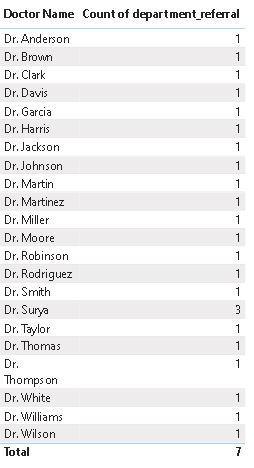 Doctor Name Count of department_referral
Dr. Anderson 1
Dr. Brown 1
Dr. Clark 1
Dr. Davis 1
Dr. Garcia 1
Dr. Harris 1
Dr. Jackson 1
Dr. Johnson 1
Dr. Martin 1
Dr. Martinez 1
Dr. Miller 1
Dr. Moore 1
Dr. Robinson 1
Dr. Rodriguez 1
Dr. Smith 1
Dr. Surya 3
Dr. Taylor 1
Dr. Thomas 1
Dr. 1
Thompson
Dr. White 1
Dr. Williams 1
Dr. Wilson 1
Total 7